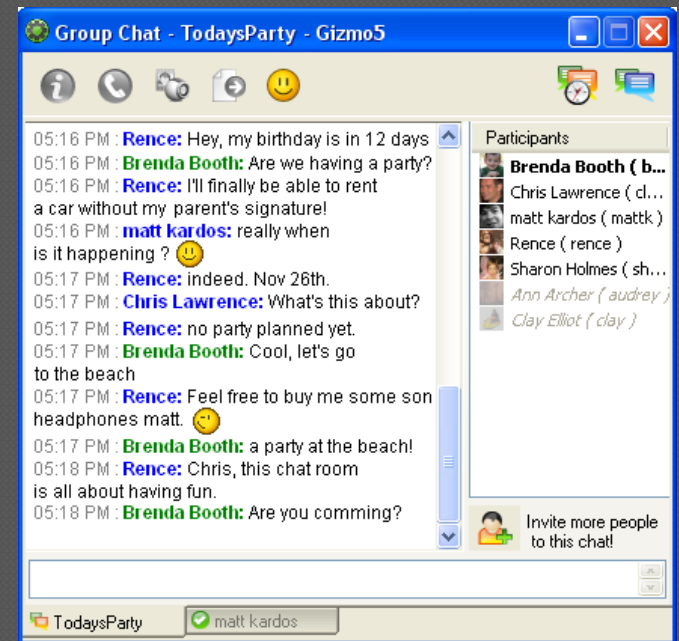 Group Chat - TodaysParty - Gizmo5
05:16 PM : Rence: Hey, my birthday is in 12 days
05:16 PM : Brenda Booth: Are we having a party?
05:16 PM : Rence: I'll finally be able to rent
a car without my parent's signature!
05:16 PM : matt kardos: really when
is it happening ?
05:17 PM : Rence: indeed. Nov 26th.
05:17 PM : Chris Lawrence: What's this about?
05:17 PM : Rence: no party planned yet.
05:17 PM : Brenda Booth: Cool, let's go
to the beach
05:17 PM : Rence: Feel free to buy me some son
headphones matt.
05:17 PM : Brenda Booth: a party at the beach!
05:18 PM : Rence: Chris, this chat room
is all about having fun.
05:18 PM : Brenda Booth: Are you comming?
Participants
Brenda Booth ( b...
Chris Lawrence ( cl...
matt kardos ( mattk )
Rence ( rence )
Sharon Holmes ( sh...
Ann Archer ( audrey )
Clay Elliot ( clay )
Invite more people
to this chat!
TodaysParty
matt kardos